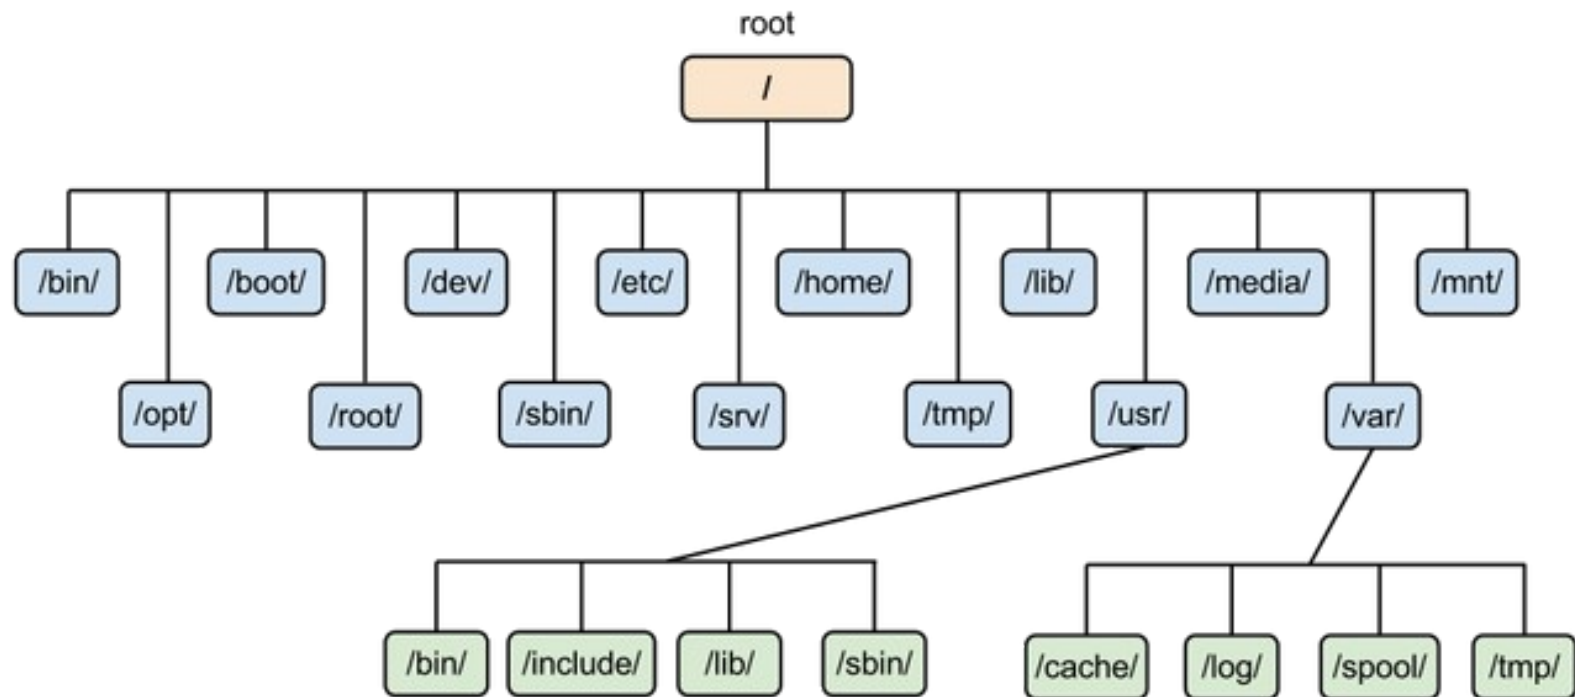 root
/
/bin/
/boot/
/dev/
/etc/
/home/
/lib/
/media/
/mnt/
/opt/
/root/
/sbin/
/srv/
/tmp/
/usr/
/var/
/bin/
/include/
/lib/
/sbin/
/cache/
/log/
/spool/
/tmp/